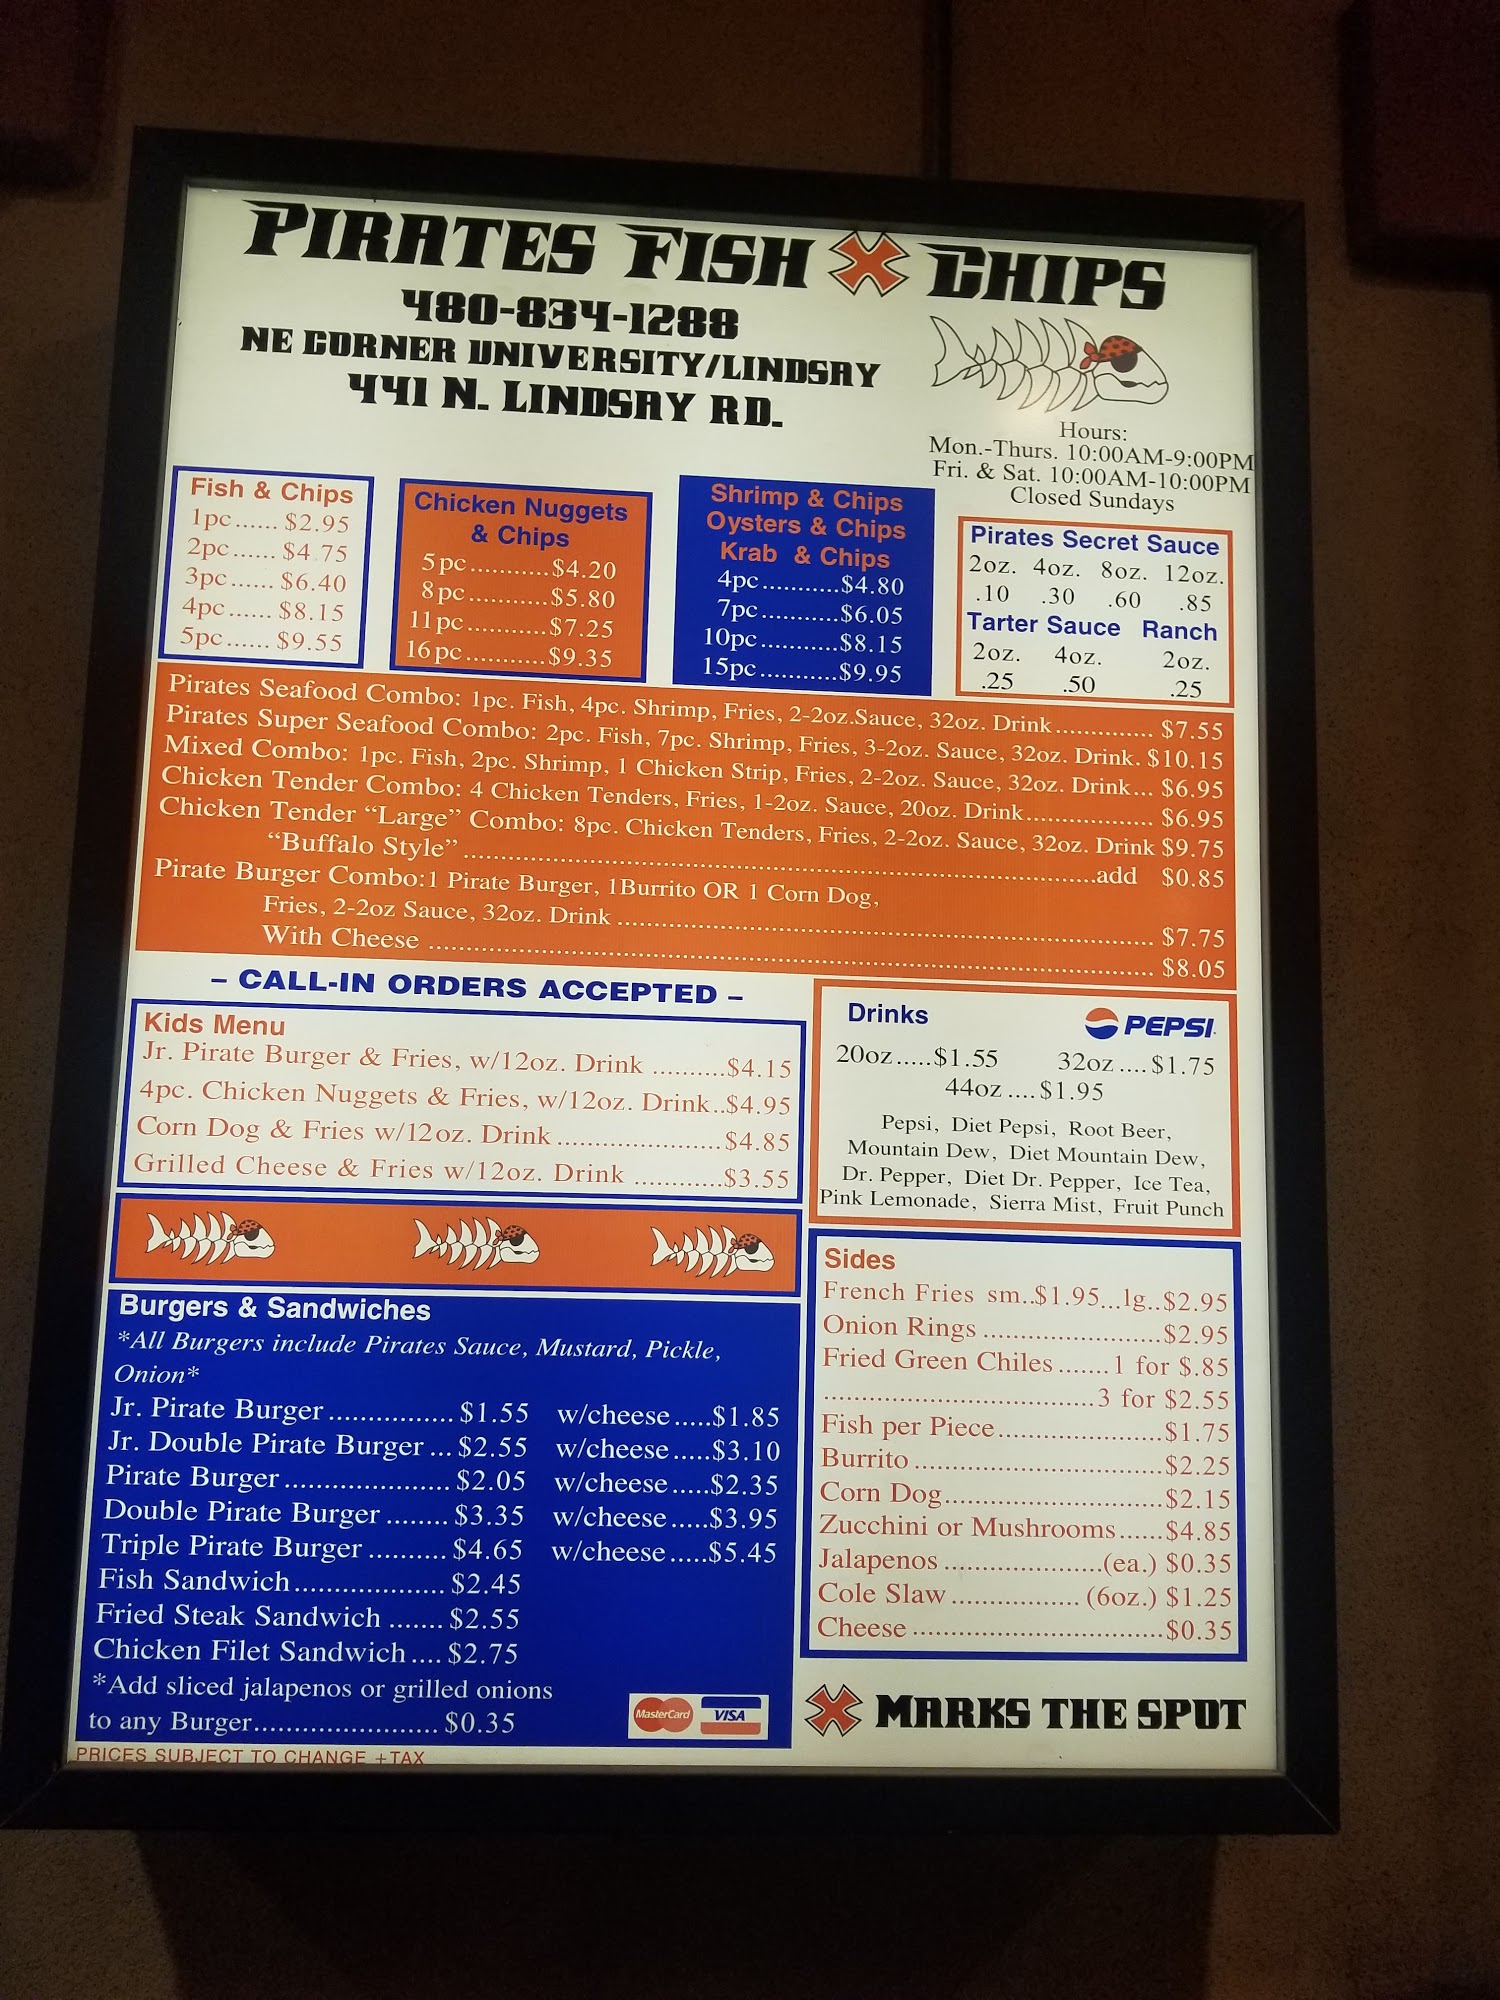 PIRATES FISH X CHIPS
480-834-1288
NE CORNER UNIVERSITY/LINDSAY
441 N. LINDSAY RD.
Hours:
Mon.-Thurs. 10:00AM-9:00PM
Fri. & Sat. 10:00AM-10:00PM
Closed Sundays
Fish & Chips
1pc...... $2.95
2pc...... $4.75
3pc...... $6.40
4pc...... $8.15
5pc...... $9.55
Chicken Nuggets
& Chips
5pc...........$4.20
8pc...........$5.80
11pc...........$7.25
16pc...........$9.35
Shrimp & Chips
Oysters & Chips
Krab & Chips
4pc...........$4.80
7pc...........$6.05
10pc...........$8.15
15pc...........$9.95
Pirates Secret Sauce
2oz. 4oz. 8oz. 12oz.
.10 .30 .60 .85
Tarter Sauce Ranch
2oz. 4oz. 2oz.
.25 .50 .25
Pirates Seafood Combo: 1pc. Fish, 4pc. Shrimp, Fries, 2-2oz.Sauce, 32oz. Drink.............. $7.55
Pirates Super Seafood Combo: 2pc. Fish, 7pc. Shrimp, Fries, 3-2oz. Sauce, 32oz. Drink. $10.15
Mixed Combo: 1pc. Fish, 2pc. Shrimp, 1 Chicken Strip, Fries, 2-2oz. Sauce, 32oz. Drink... $6.95
Chicken Tender Combo: 4 Chicken Tenders, Fries, 1-2oz. Sauce, 20oz. Drink.................. $6.95
Chicken Tender “Large” Combo: 8pc. Chicken Tenders, Fries, 2-2oz. Sauce, 32oz. Drink $9.75
“Buffalo Style” ..........................................................................................add $0.85
Pirate Burger Combo:1 Pirate Burger, 1Burrito OR 1 Corn Dog,
Fries, 2-2oz Sauce, 32oz. Drink ............................................................................ $7.75
With Cheese ....................................................................................................... $8.05
– CALL-IN ORDERS ACCEPTED –
Kids Menu
Jr. Pirate Burger & Fries, w/12oz. Drink ..........$4.15
4pc. Chicken Nuggets & Fries, w/12oz. Drink..$4.95
Corn Dog & Fries w/12oz. Drink ......................$4.85
Grilled Cheese & Fries w/12oz. Drink ............$3.55
Drinks PEPSI
20oz.....$1.55 32oz....$1.75
44oz....$1.95
Pepsi, Diet Pepsi, Root Beer,
Mountain Dew, Diet Mountain Dew,
Dr. Pepper, Diet Dr. Pepper, Ice Tea,
Pink Lemonade, Sierra Mist, Fruit Punch
Burgers & Sandwiches
*All Burgers include Pirates Sauce, Mustard, Pickle,
Onion*
Jr. Pirate Burger................ $1.55 w/cheese.....$1.85
Jr. Double Pirate Burger... $2.55 w/cheese.....$3.10
Pirate Burger..................... $2.05 w/cheese.....$2.35
Double Pirate Burger........ $3.35 w/cheese.....$3.95
Triple Pirate Burger.......... $4.65 w/cheese.....$5.45
Fish Sandwich................... $2.45
Fried Steak Sandwich....... $2.55
Chicken Filet Sandwich.... $2.75
*Add sliced jalapenos or grilled onions
to any Burger....................... $0.35
MasterCard VISA
Sides
French Fries sm..$1.95...lg..$2.95
Onion Rings.......................$2.95
Fried Green Chiles.......1 for $.85
...................................3 for $2.55
Fish per Piece.....................$1.75
Burrito................................$2.25
Corn Dog............................$2.15
Zucchini or Mushrooms......$4.85
Jalapenos.....................(ea.) $0.35
Cole Slaw................. (6oz.) $1.25
Cheese................................$0.35
X MARKS THE SPOT
PRICES SUBJECT TO CHANGE +TAX